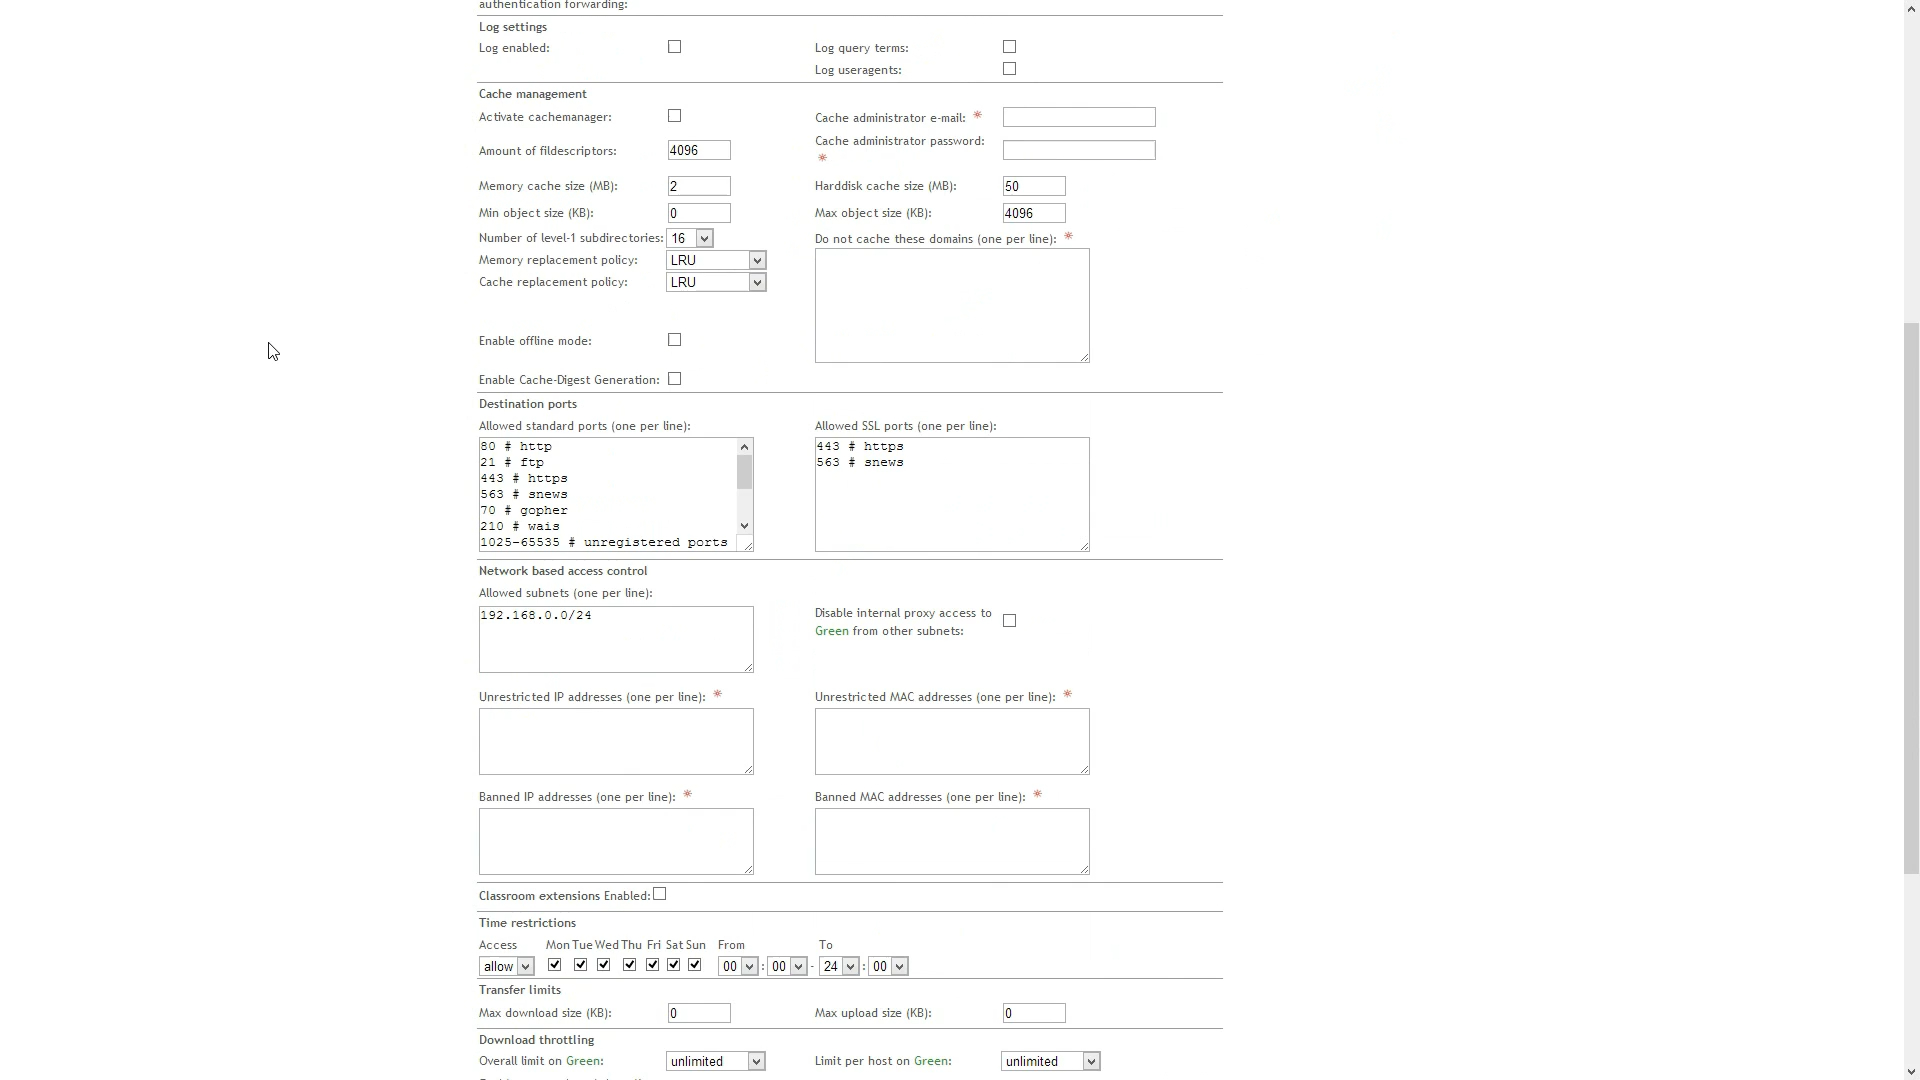 authentication forwarding:
Log settings
Log enabled: Log query terms:
Log useragents:
Cache management
Activate cachemanager: Cache administrator e-mail: *
Amount of fildescriptors: 4096 Cache administrator password: *
Memory cache size (MB): 2 Harddisk cache size (MB): 50
Min object size (KB): 0 Max object size (KB): 4096
Number of level-1 subdirectories: 16 Do not cache these domains (one per line): *
Memory replacement policy: LRU
Cache replacement policy: LRU
Enable offline mode:
Enable Cache-Digest Generation:
Destination ports
Allowed standard ports (one per line): Allowed SSL ports (one per line):
80 # http 443 # https
21 # ftp 563 # snews
443 # https
563 # snews
70 # gopher
210 # wais
1025-65535 # unregistered ports
Network based access control
Allowed subnets (one per line):
192.168.0.0/24 Disable internal proxy access to
Green from other subnets:
Unrestricted IP addresses (one per line): * Unrestricted MAC addresses (one per line): *
Banned IP addresses (one per line): * Banned MAC addresses (one per line): *
Classroom extensions Enabled:
Time restrictions
Access Mon Tue Wed Thu Fri Sat Sun From To
allow 00 : 00 - 24 : 00
Transfer limits
Max download size (KB): 0 Max upload size (KB): 0
Download throttling
Overall limit on Green: unlimited Limit per host on Green: unlimited